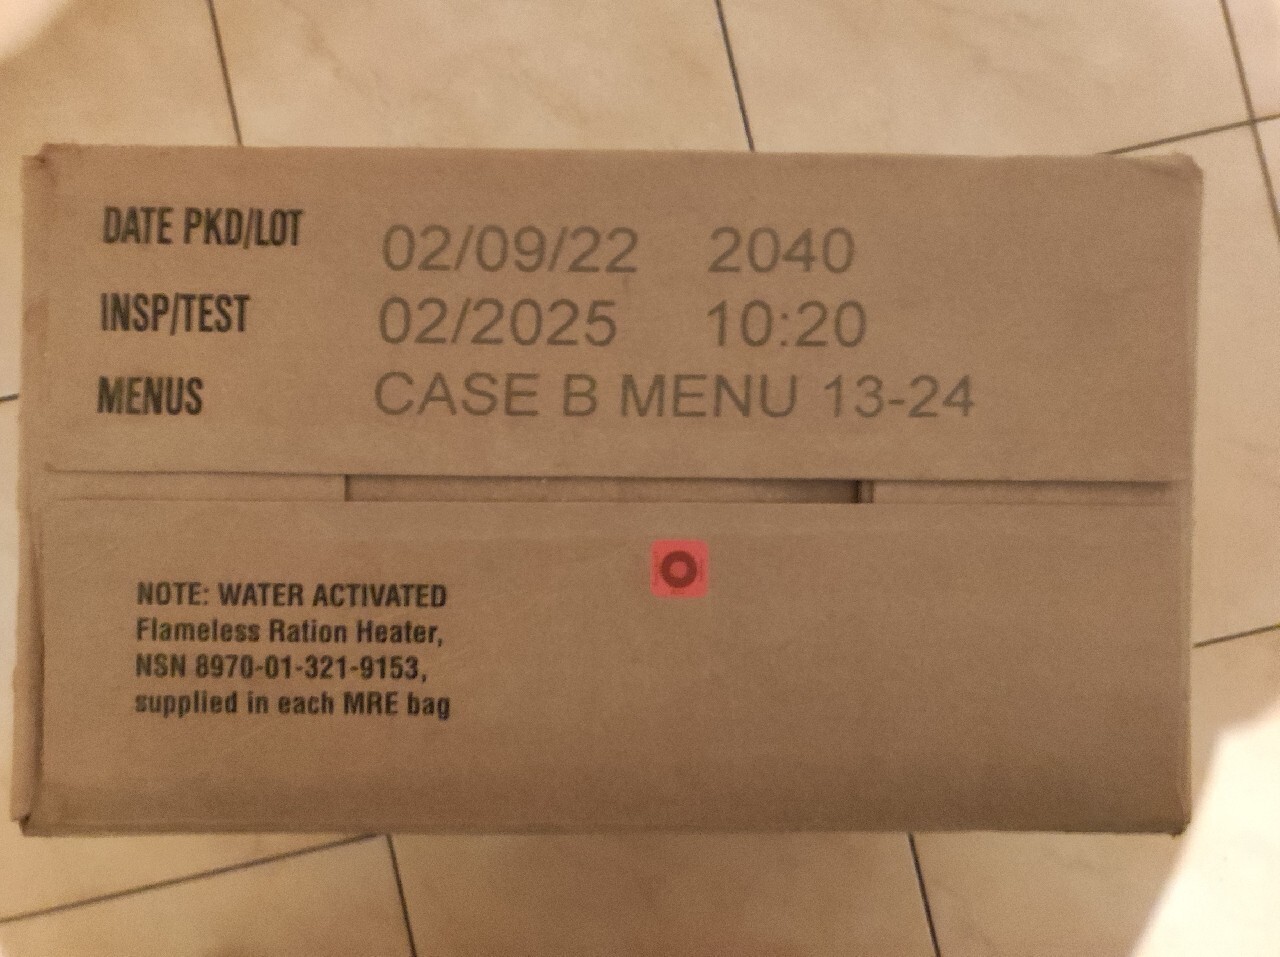 DATE PKD/LOT 02/09/22 2040
INSP/TEST 02/2025 10:20
MENUS CASE B MENU 13-24
NOTE: WATER ACTIVATED
Flameless Ration Heater,
NSN 8970-01-321-9153,
supplied in each MRE bag